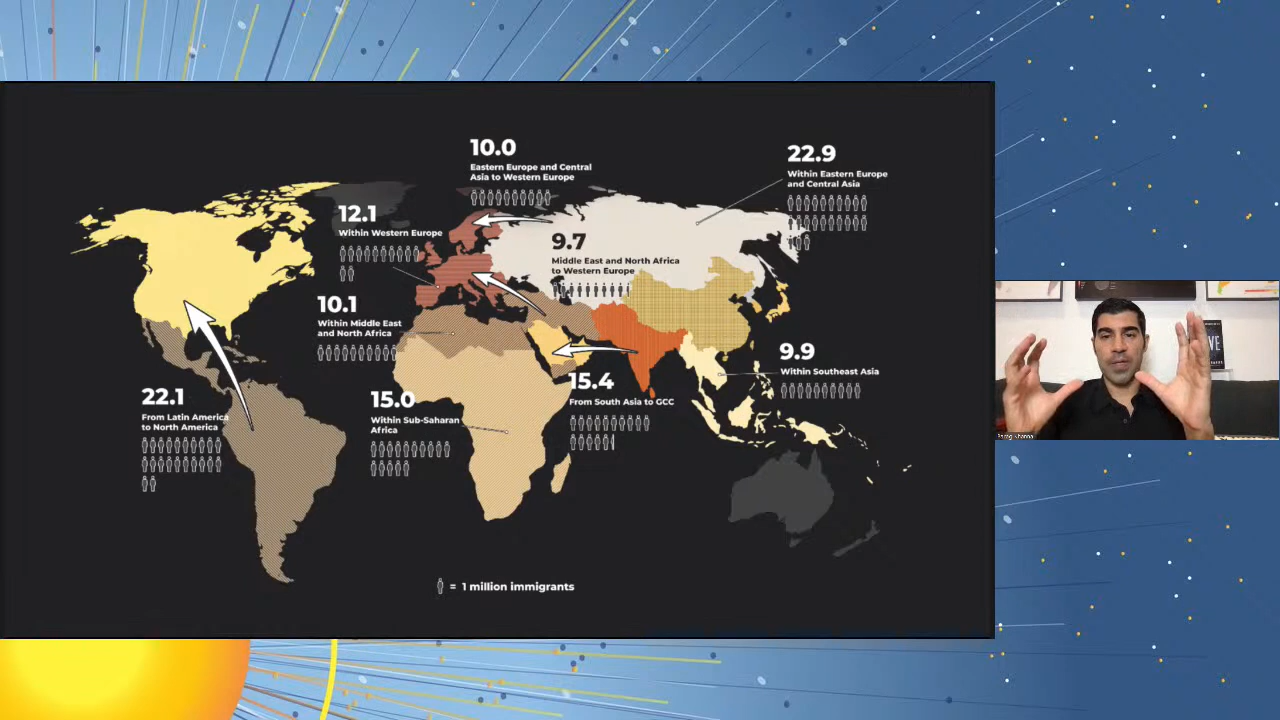 10.0
Eastern Europe and Central
Asia to Western Europe
22.9
Within Eastern Europe
and Central Asia
12.1
Within Western Europe
9.7
Middle East and North Africa
to Western Europe
10.1
Within Middle East
and North Africa
9.9
Within Southeast Asia
15.4
From South Asia to GCC
22.1
From Latin America
to North America
15.0
Within Sub-Saharan
Africa
= 1 million immigrants